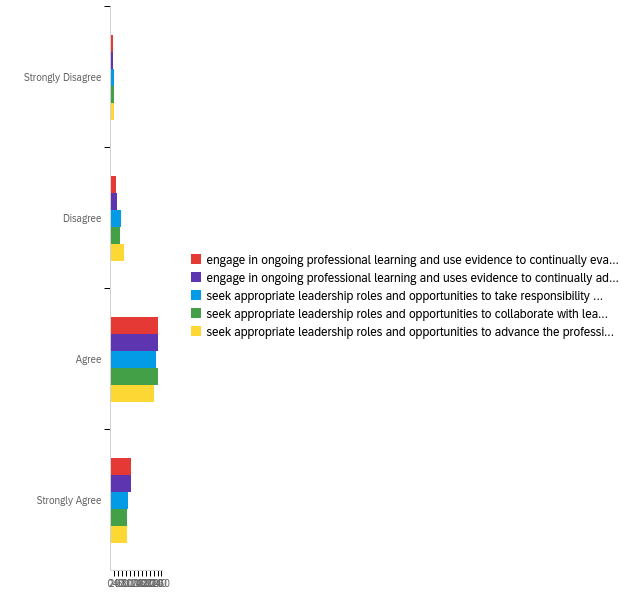 Strongly Disagree
Disagree
engage in ongoing professional learning and use evidence to continually eva...
engage in ongoing professional learning and uses evidence to continually ad...
seek appropriate leadership roles and opportunities to take responsibility ...
seek appropriate leadership roles and opportunities to collaborate with lea...
seek appropriate leadership roles and opportunities to advance the professi...
Agree
Strongly Agree